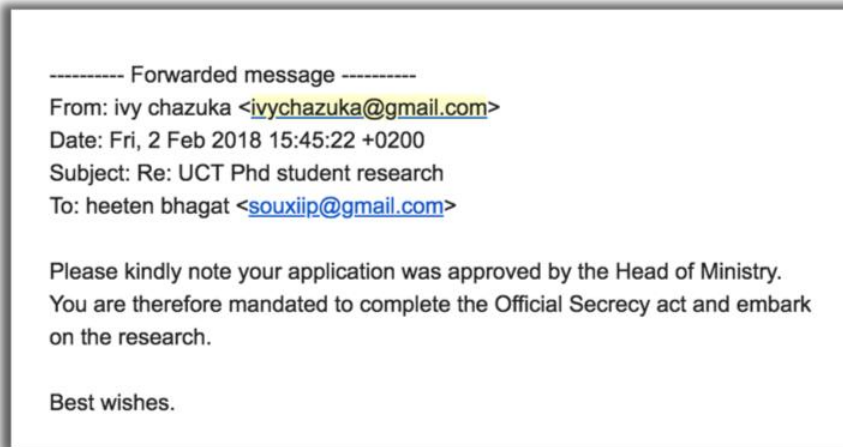 ---------- Forwarded message ----------
From: ivy chazuka <ivychazuka@gmail.com>
Date: Fri, 2 Feb 2018 15:45:22 +0200
Subject: Re: UCT Phd student research
To: heeten bhagat <souxiip@gmail.com>
Please kindly note your application was approved by the Head of Ministry.
You are therefore mandated to complete the Official Secrecy act and embark
on the research.
Best wishes.